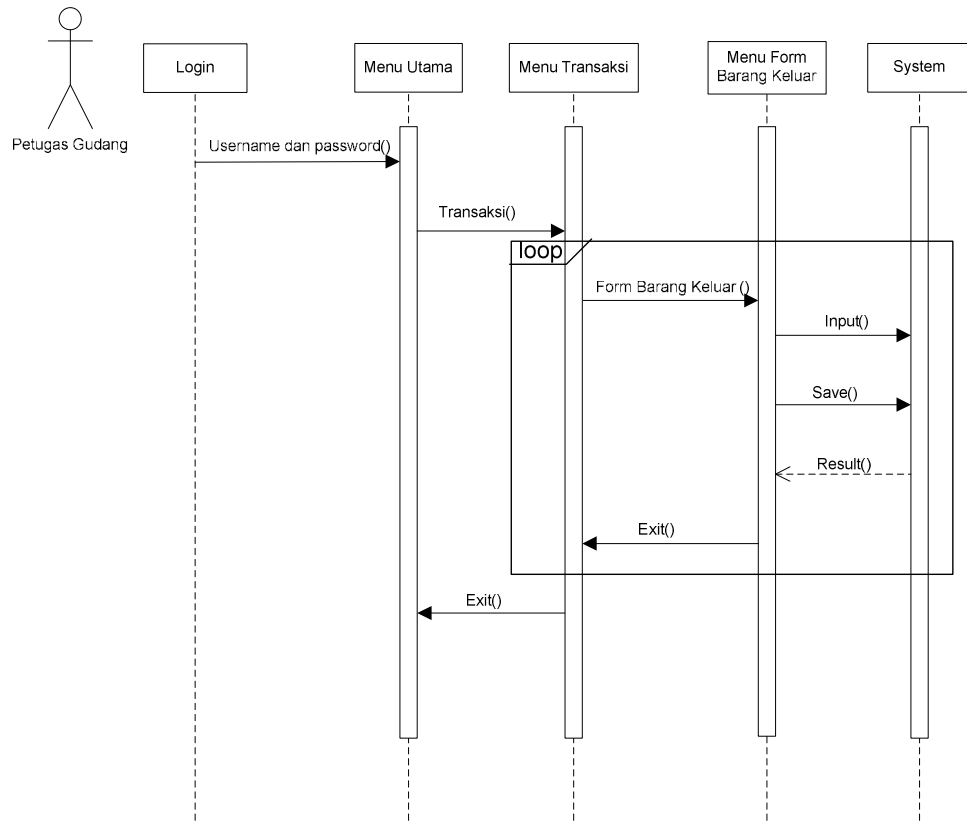 Petugas Gudang
Login
Menu Utama
Menu Transaksi
Menu Form
Barang Keluar
System
Username dan password()
Transaksi()
loop
Form Barang Keluar ()
Input()
Save()
Result()
Exit()
Exit()